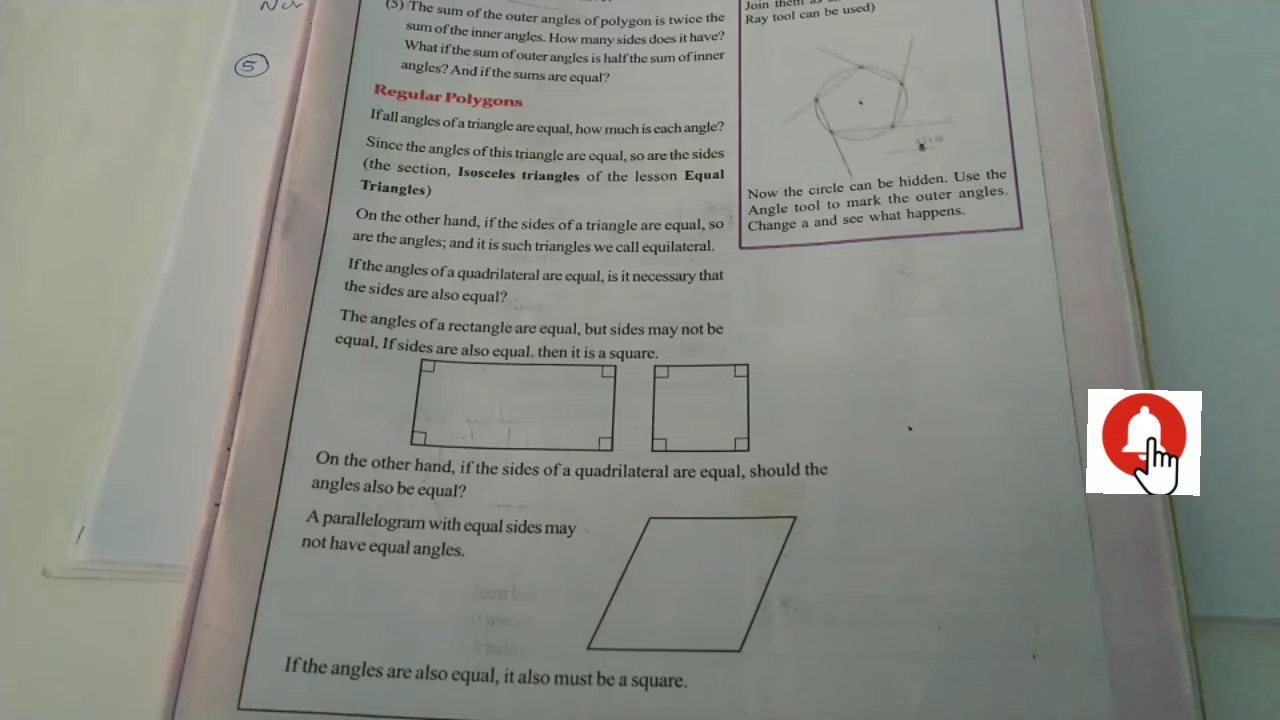 (5) The sum of the outer angles of polygon is twice the
sum of the inner angles. How many sides does it have?
What if the sum of outer angles is half the sum of inner
angles? And if the sums are equal?
Regular Polygons
If all angles of a triangle are equal, how much is each angle?
Since the angles of this triangle are equal, so are the sides
(the section, Isosceles triangles of the lesson Equal
Triangles)
On the other hand, if the sides of a triangle are equal, so
are the angles; and it is such triangles we call equilateral.
If the angles of a quadrilateral are equal, is it necessary that
the sides are also equal?
The angles of a rectangle are equal, but sides may not be
equal, If sides are also equal. then it is a square.
On the other hand, if the sides of a quadrilateral are equal, should the
angles also be equal?
A parallelogram with equal sides may
not have equal angles.
If the angles are also equal, it also must be a square.
Join them as
Ray tool can be used)
Now the circle can be hidden. Use the
Angle tool to mark the outer angles.
Change a and see what happens.
5